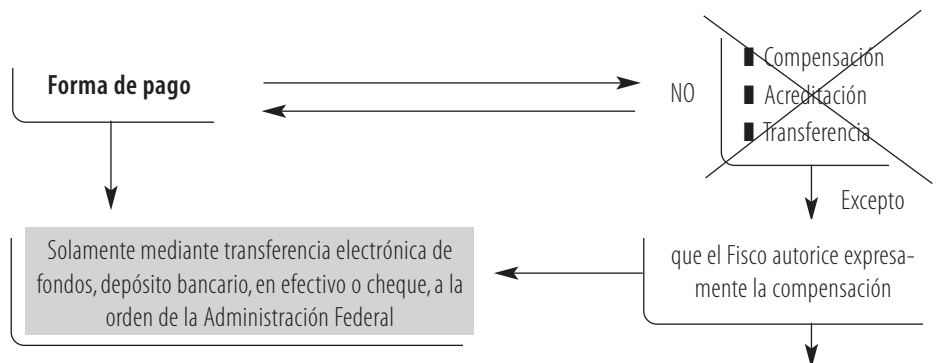 Forma de pago
NO
Compensación
Acreditación
Transferencia
Excepto
Solamente mediante transferencia electrónica de
fondos, depósito bancario, en efectivo o cheque, a la
orden de la Administración Federal
que el Fisco autorice expresa-
mente la compensación